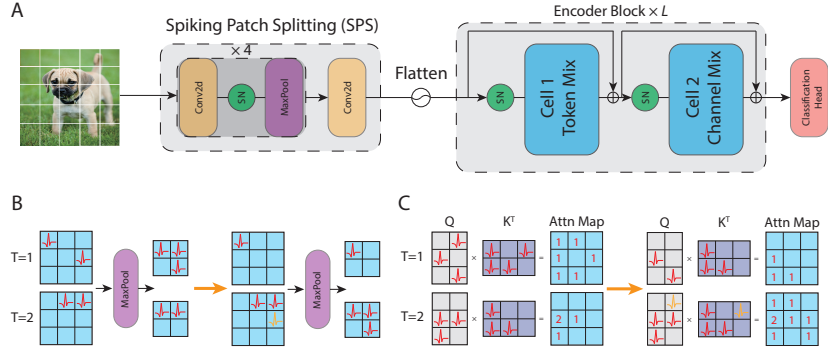 A
Spiking Patch Splitting (SPS)
× 4
Conv2d
SN
MaxPool
Conv2d
Flatten
Encoder Block × L
SN
Cell 1
Token Mix
SN
Cell 2
Channel Mix
Classification
Head
B
T=1
T=2
MaxPool
MaxPool
C
Q
K^T
Attn Map
Q
K^T
Attn Map
T=1
×
=
1 1
1 1
1 1
×
=
1
1 1
T=2
×
=
2 1
1
×
=
1 1
2 1 1
1 1